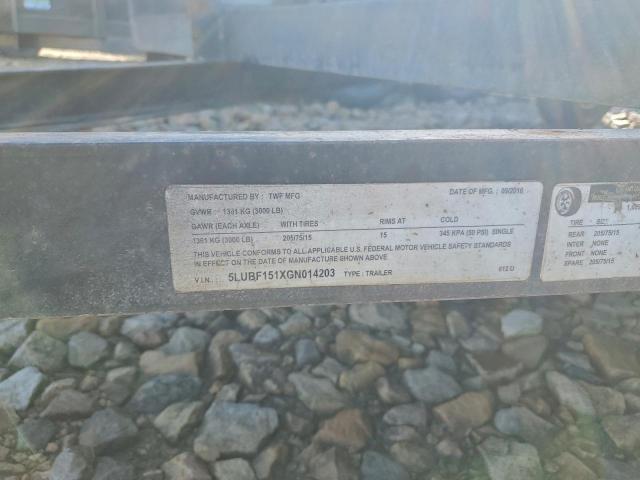 MANUFACTURED BY : TWF MFG DATE OF MFG. : 09/2016
GVWR : 1361 KG (3000 LB)
GAWR (EACH AXLE) WITH TIRES RIMS AT COLD
1361 KG (3000 LB) 205/75/15 15 345 KPA (50 PSI) SINGLE
THIS VEHICLE CONFORMS TO ALL APPLICABLE U.S. FEDERAL MOTOR VEHICLE SAFETY STANDARDS
IN EFFECT ON THE DATE OF MANUFACTURE SHOWN ABOVE
V.I.N. : 5LUBF151XGN014203 TYPE : TRAILER
TIRE SIZE
REAR 205/75/15
INTER NONE
FRONT NONE
SPARE 205/75/15